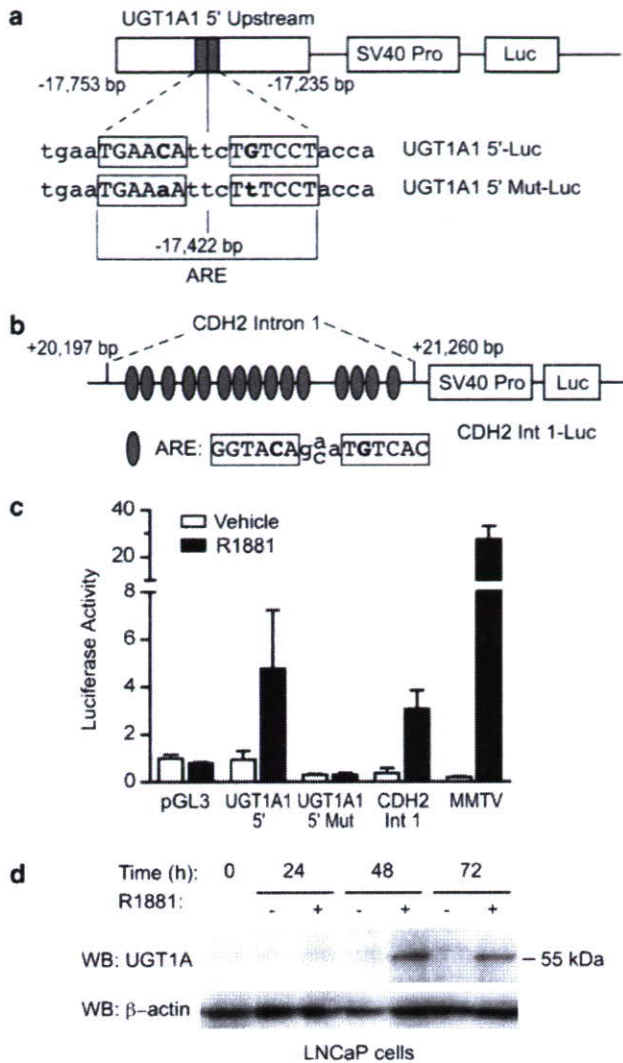 a
UGT1A1 5' Upstream
SV40 Pro
Luc
-17,753 bp
-17,235 bp
tgaaTGAACAttcTGTCCTacca UGT1A1 5'-Luc
tgaaTGAAaAttcTtTCCTacca UGT1A1 5' Mut-Luc
-17,422 bp
ARE
b
CDH2 Intron 1
+20,197 bp
+21,260 bp
SV40 Pro
Luc
CDH2 Int 1-Luc
ARE: GGTACAgacaTGTCAC
c
Vehicle
R1881
Luciferase Activity
40
20
8
6
4
2
0
pGL3
UGT1A1 5'
UGT1A1 5' Mut
CDH2 Int 1
MMTV
d
Time (h): 0 24 48 72
R1881: - + - + - +
WB: UGT1A
– 55 kDa
WB: β–actin
LNCaP cells